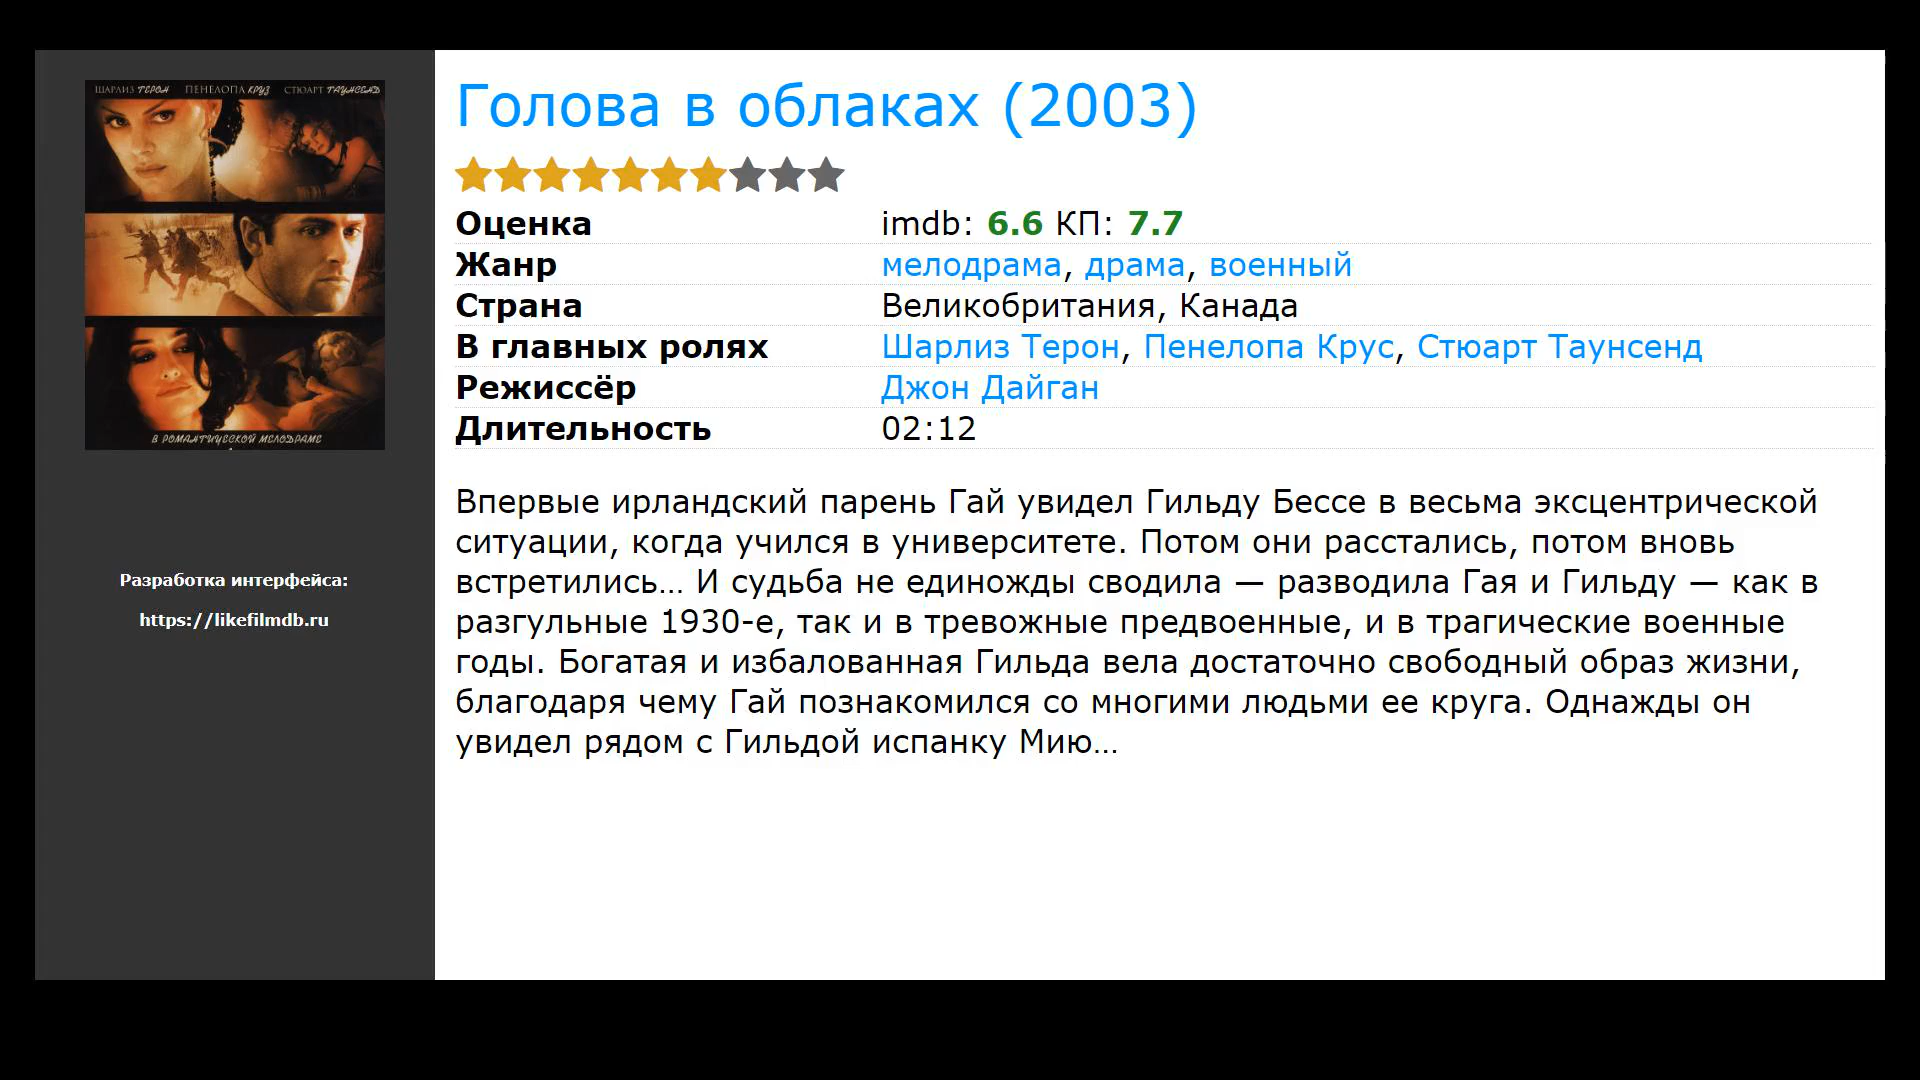 ШАРЛИЗ ТЕРОН ПЕНЕЛОПА КРУЗ СТЮАРТ ТАУНСЕНД
В РОМАНТИЧЕСКОЙ МЕЛОДРАМЕ
Разработка интерфейса:
https://likefilmdb.ru
Голова в облаках (2003)
Оценка imdb: 6.6 КП: 7.7
Жанр мелодрама, драма, военный
Страна Великобритания, Канада
В главных ролях Шарлиз Терон, Пенелопа Крус, Стюарт Таунсенд
Режиссёр Джон Дайган
Длительность 02:12
Впервые ирландский парень Гай увидел Гильду Бессе в весьма эксцентрической
ситуации, когда учился в университете. Потом они расстались, потом вновь
встретились… И судьба не единожды сводила — разводила Гая и Гильду — как в
разгульные 1930-е, так и в тревожные предвоенные, и в трагические военные
годы. Богатая и избалованная Гильда вела достаточно свободный образ жизни,
благодаря чему Гай познакомился со многими людьми ее круга. Однажды он
увидел рядом с Гильдой испанку Мию…